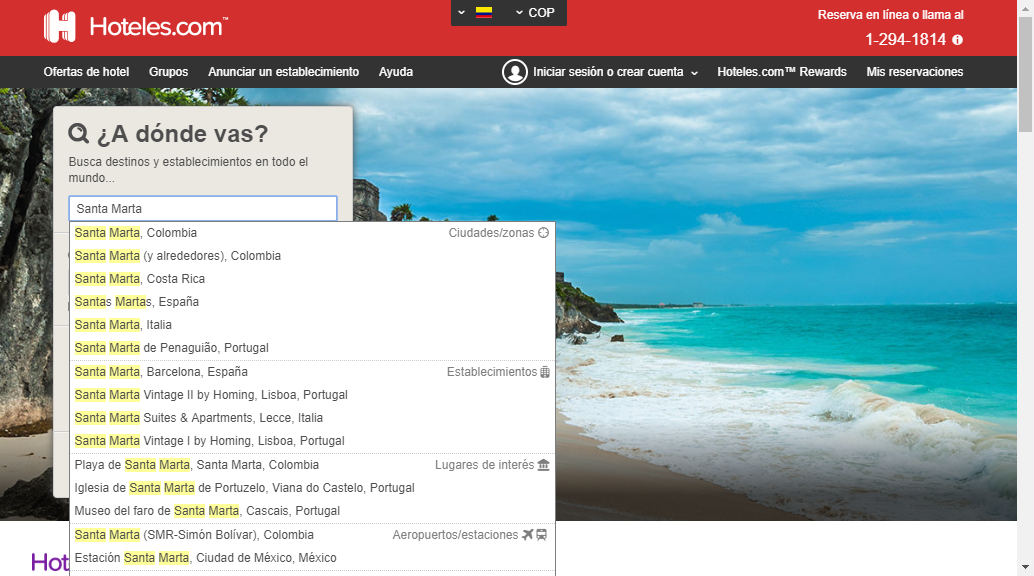 Hoteles.com™
COP
Reserva en línea o llama al
1-294-1814
Ofertas de hotel Grupos Anunciar un establecimiento Ayuda Iniciar sesión o crear cuenta Hoteles.com™ Rewards Mis reservaciones
¿A dónde vas?
Busca destinos y establecimientos en todo el
mundo...
Santa Marta
Santa Marta, Colombia Ciudades/zonas
Santa Marta (y alrededores), Colombia
Santa Marta, Costa Rica
Santas Martas, España
Santa Marta, Italia
Santa Marta de Penaguião, Portugal
Santa Marta, Barcelona, España Establecimientos
Santa Marta Vintage II by Homing, Lisboa, Portugal
Santa Marta Suites & Apartments, Lecce, Italia
Santa Marta Vintage I by Homing, Lisboa, Portugal
Playa de Santa Marta, Santa Marta, Colombia Lugares de interés
Iglesia de Santa Marta de Portuzelo, Viana do Castelo, Portugal
Museo del faro de Santa Marta, Cascais, Portugal
Santa Marta (SMR-Simón Bolívar), Colombia Aeropuertos/estaciones
Estación Santa Marta, Ciudad de México, México
Hot